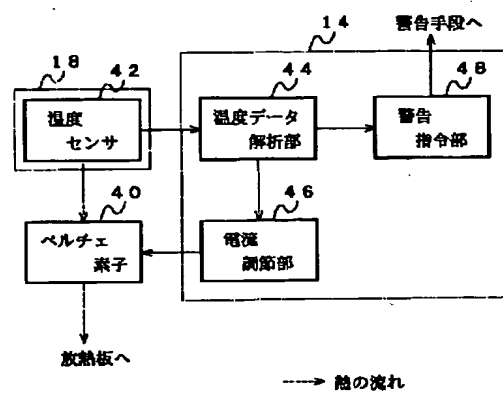 14
警告手段へ
18
42
44
48
温度
センサ
温度データ
解析部
警告
指令部
40
46
ペルチェ
素子
電流
調節部
放熱板へ
熱の流れ